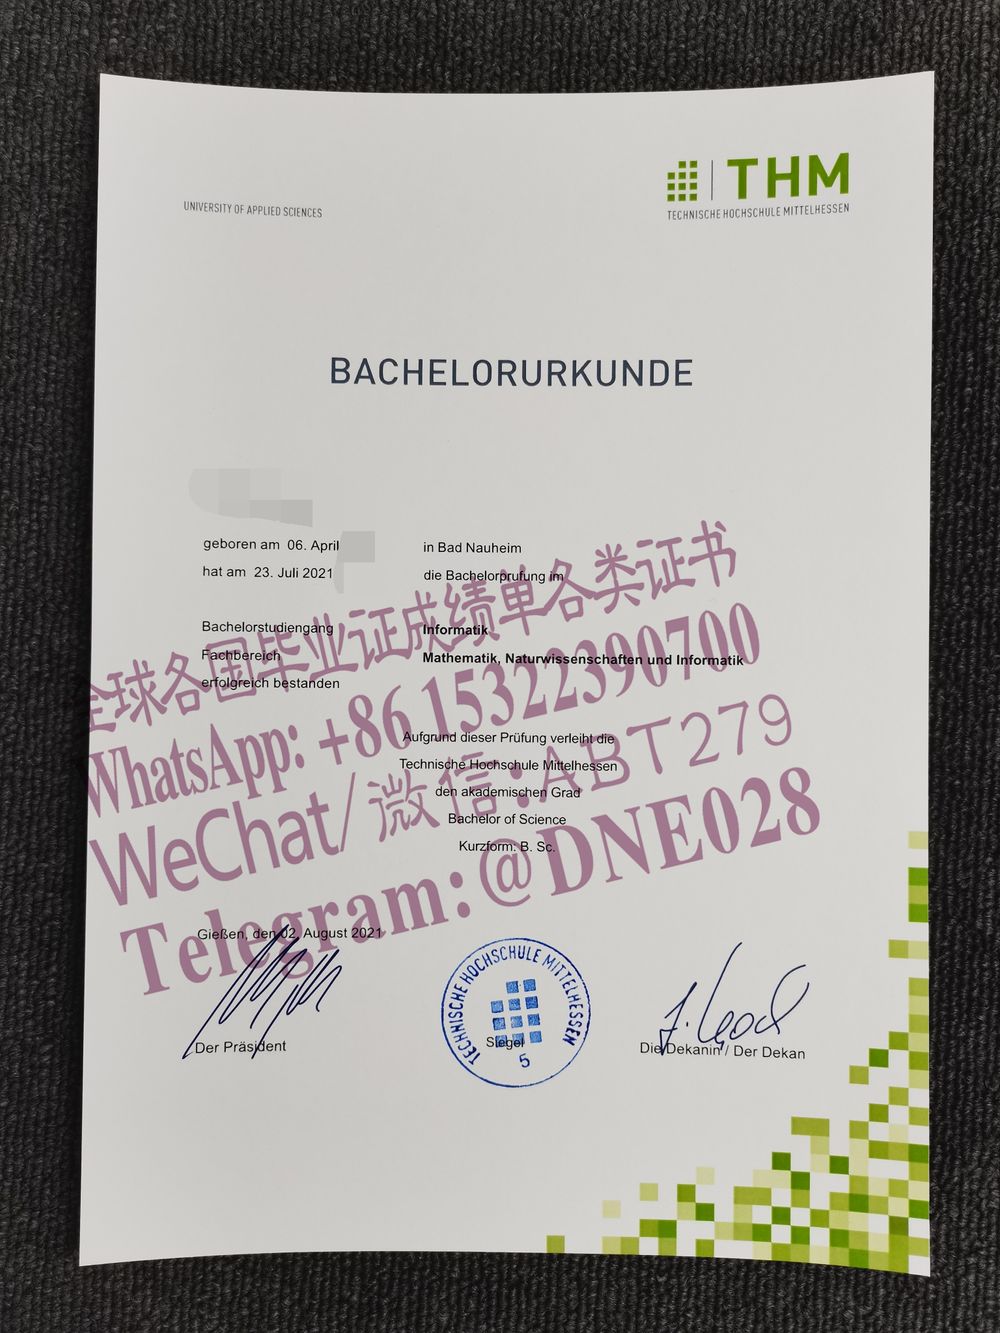 THM
UNIVERSITY OF APPLIED SCIENCES
TECHNISCHE HOCHSCHULE MITTELHESSEN
BACHELORURKUNDE
geboren am 06. April in Bad Nauheim
hat am 23. Juli 2021 die Bachelorprüfung im
Bachelorstudiengang Informatik
Fachbereich Mathematik, Naturwissenschaften und Informatik
erfolgreich bestanden
全球各国毕业证成绩单各类证书
WhatsApp: +86 15322390700
WeChat/微信:ABT279
Telegram:@DNE028
Aufgrund dieser Prüfung verleiht die
Technische Hochschule Mittelhessen
den akademischen Grad
Bachelor of Science
Kurzform: B. Sc.
Gießen, den 02. August 2021
TECHNISCHE HOCHSCHULE MITTELHESSEN
Der Präsident
Siegel
Die Dekanin / Der Dekan
5